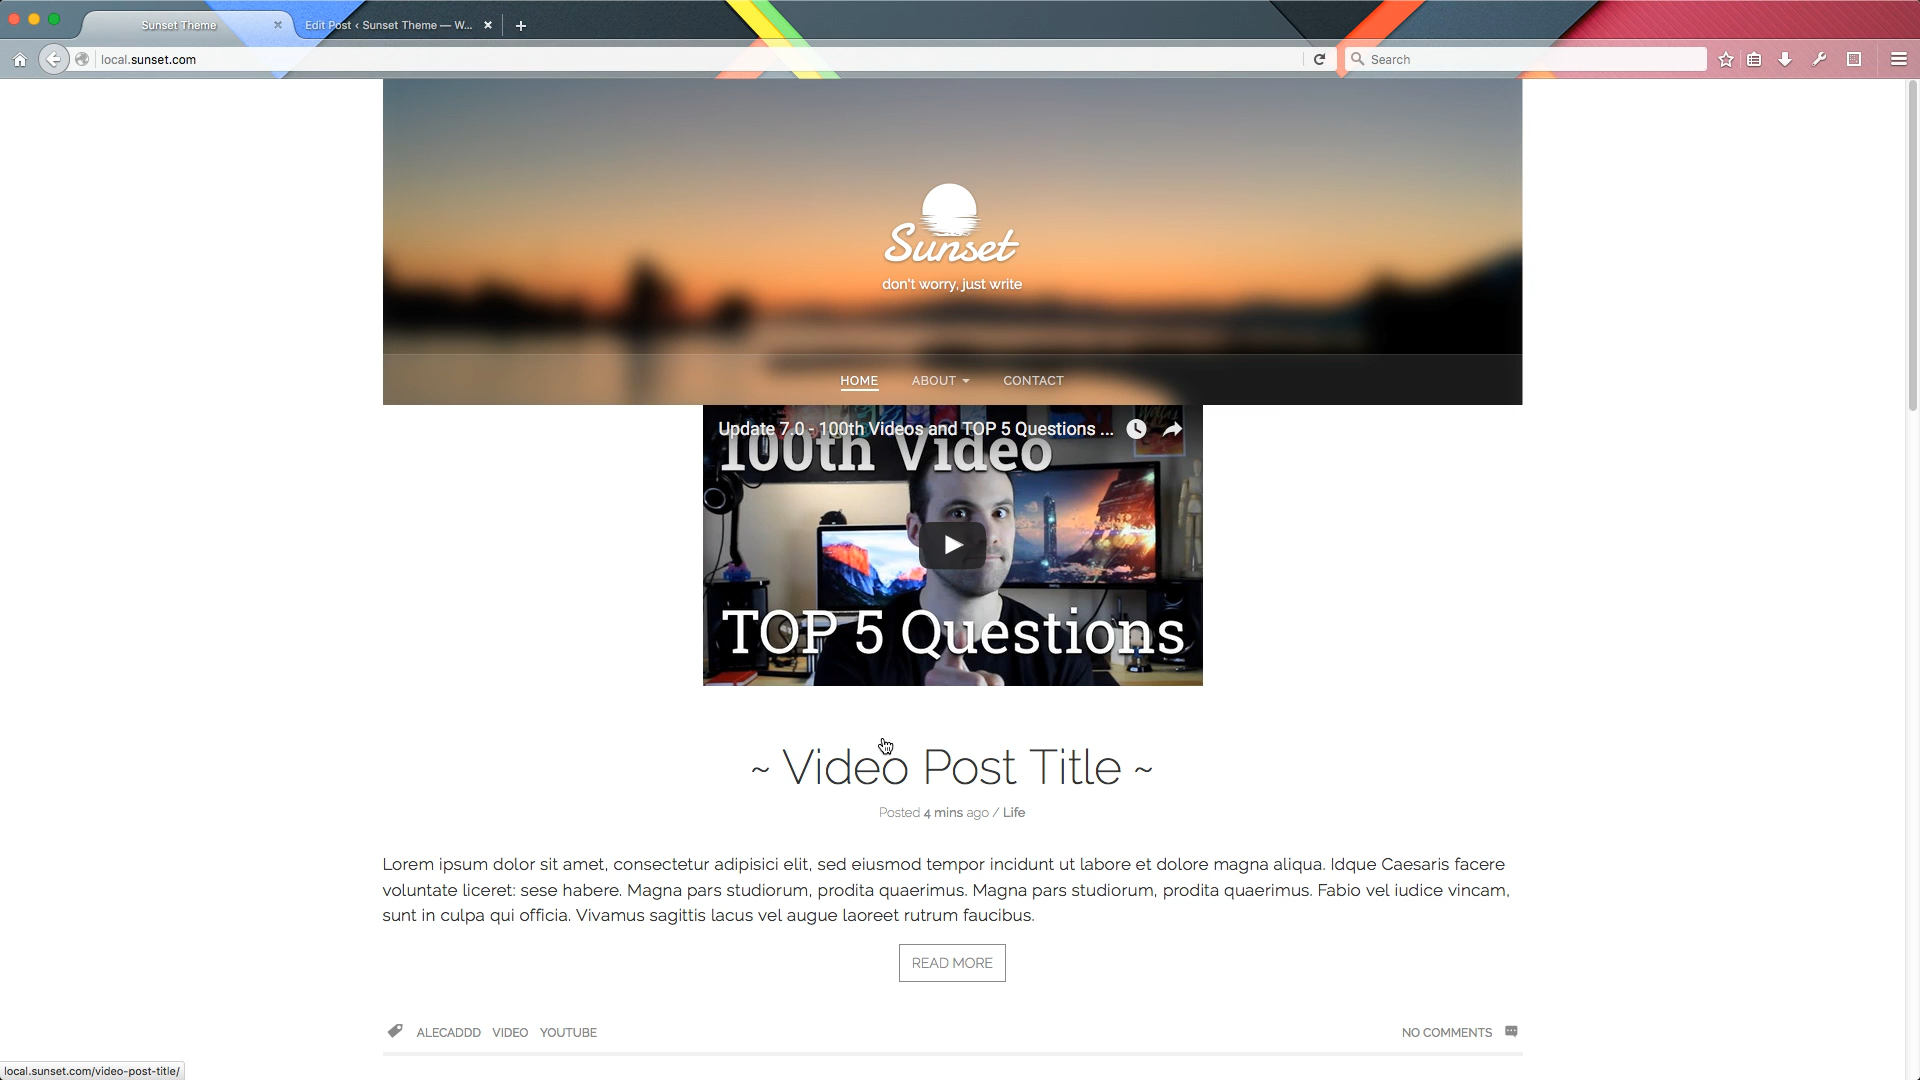 Sunset Theme
Edit Post ‹ Sunset Theme — W...
local.sunset.com
Search
Sunset
don't worry, just write
HOME
ABOUT
CONTACT
Update 7.0 - 100th Videos and TOP 5 Questions ...
100th Video
TOP 5 Questions
~ Video Post Title ~
Posted 4 mins ago / Life
Lorem ipsum dolor sit amet, consectetur adipisici elit, sed eiusmod tempor incidunt ut labore et dolore magna aliqua. Idque Caesaris facere
voluntate liceret: sese habere. Magna pars studiorum, prodita quaerimus. Magna pars studiorum, prodita quaerimus. Fabio vel iudice vincam,
sunt in culpa qui officia. Vivamus sagittis lacus vel augue laoreet rutrum faucibus.
READ MORE
ALECADDD VIDEO YOUTUBE
NO COMMENTS
local.sunset.com/video-post-title/